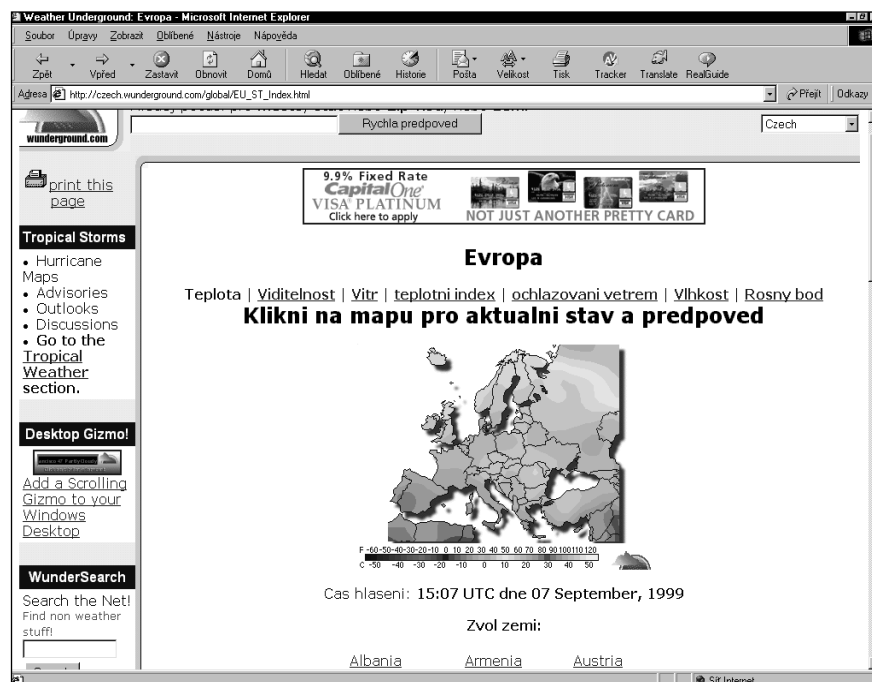 Weather Underground: Evropa - Microsoft Internet Explorer
Soubor Úpravy Zobrazit Oblíbené Nástroje Nápověda
Zpět Vpřed Zastavit Obnovit Domů Hledat Oblíbené Historie Pošta Velikost Tisk Tracker Translate RealGuide
Agresa http://czech.wunderground.com/global/EU_ST_Index.html Přejít Odkazy
wunderground.com
Rychla predpoved
Czech
print this
page
9.9% Fixed Rate
CapitalOne
VISA PLATINUM
Click here to apply
NOT JUST ANOTHER PRETTY CARD
Tropical Storms
• Hurricane
Maps
• Advisories
• Outlooks
• Discussions
• Go to the
Tropical
Weather
section.
Evropa
Teplota | Viditelnost | Vitr | teplotni index | ochlazovani vetrem | Vlhkost | Rosny bod
Klikni na mapu pro aktualni stav a predpoved
Desktop Gizmo!
Add a Scrolling
Gizmo to your
Windows
Desktop
F -60-50-40-30-20-10 0 10 20 30 40 50 60 70 80 90100110120
C -50 -40 -30 -20 -10 0 10 20 30 40 50
WunderSearch
Search the Net!
Find non weather
stuff!
Cas hlaseni: 15:07 UTC dne 07 September, 1999
Zvol zemi:
Albania Armenia Austria
Síť Internet